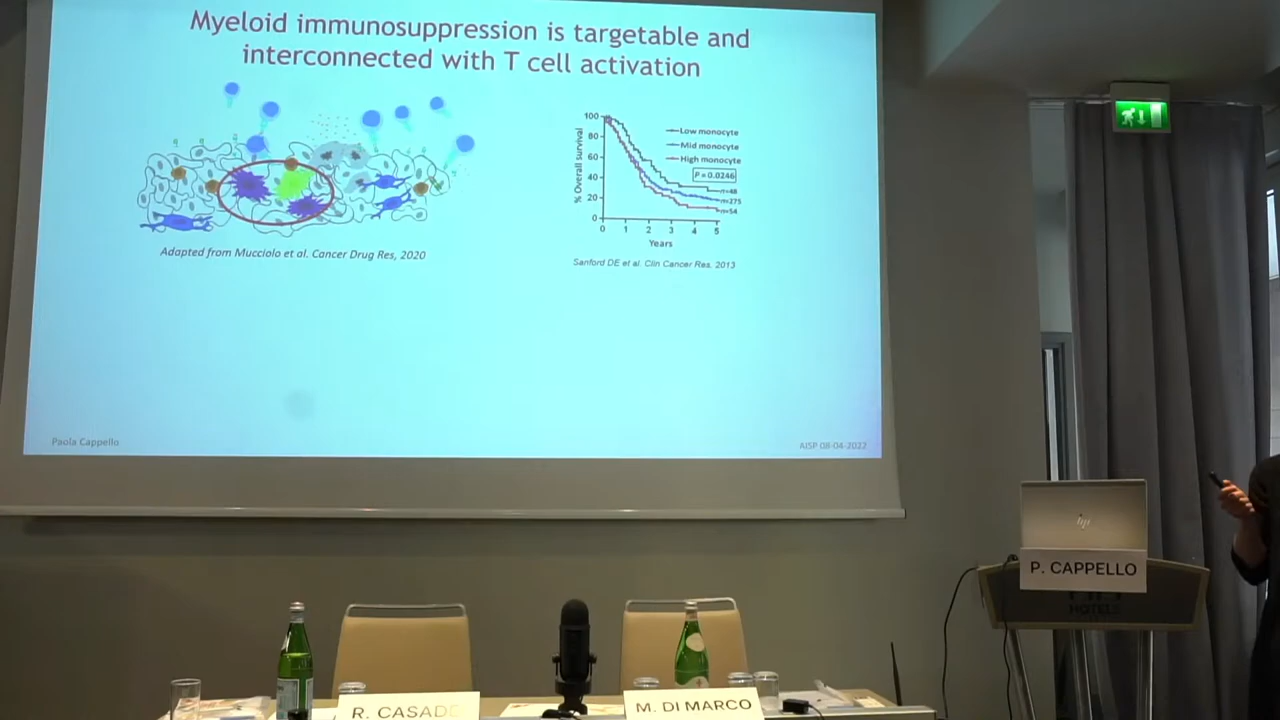 Myeloid immunosuppression is targetable and
interconnected with T cell activation
Adapted from Mucciolo et al. Cancer Drug Res, 2020
% Overall survival
100
80
60
40
20
0
0 1 2 3 4 5
Years
Low monocyte
Mid monocyte
High monocyte
P = 0.0246
n=48
n=275
n=54
Sanford DE et al. Clin Cancer Res. 2013
Paola Cappello
AISP 08-04-2022
hp
P. CAPPELLO
HOTELS
R. CASADE
M. DI MARCO